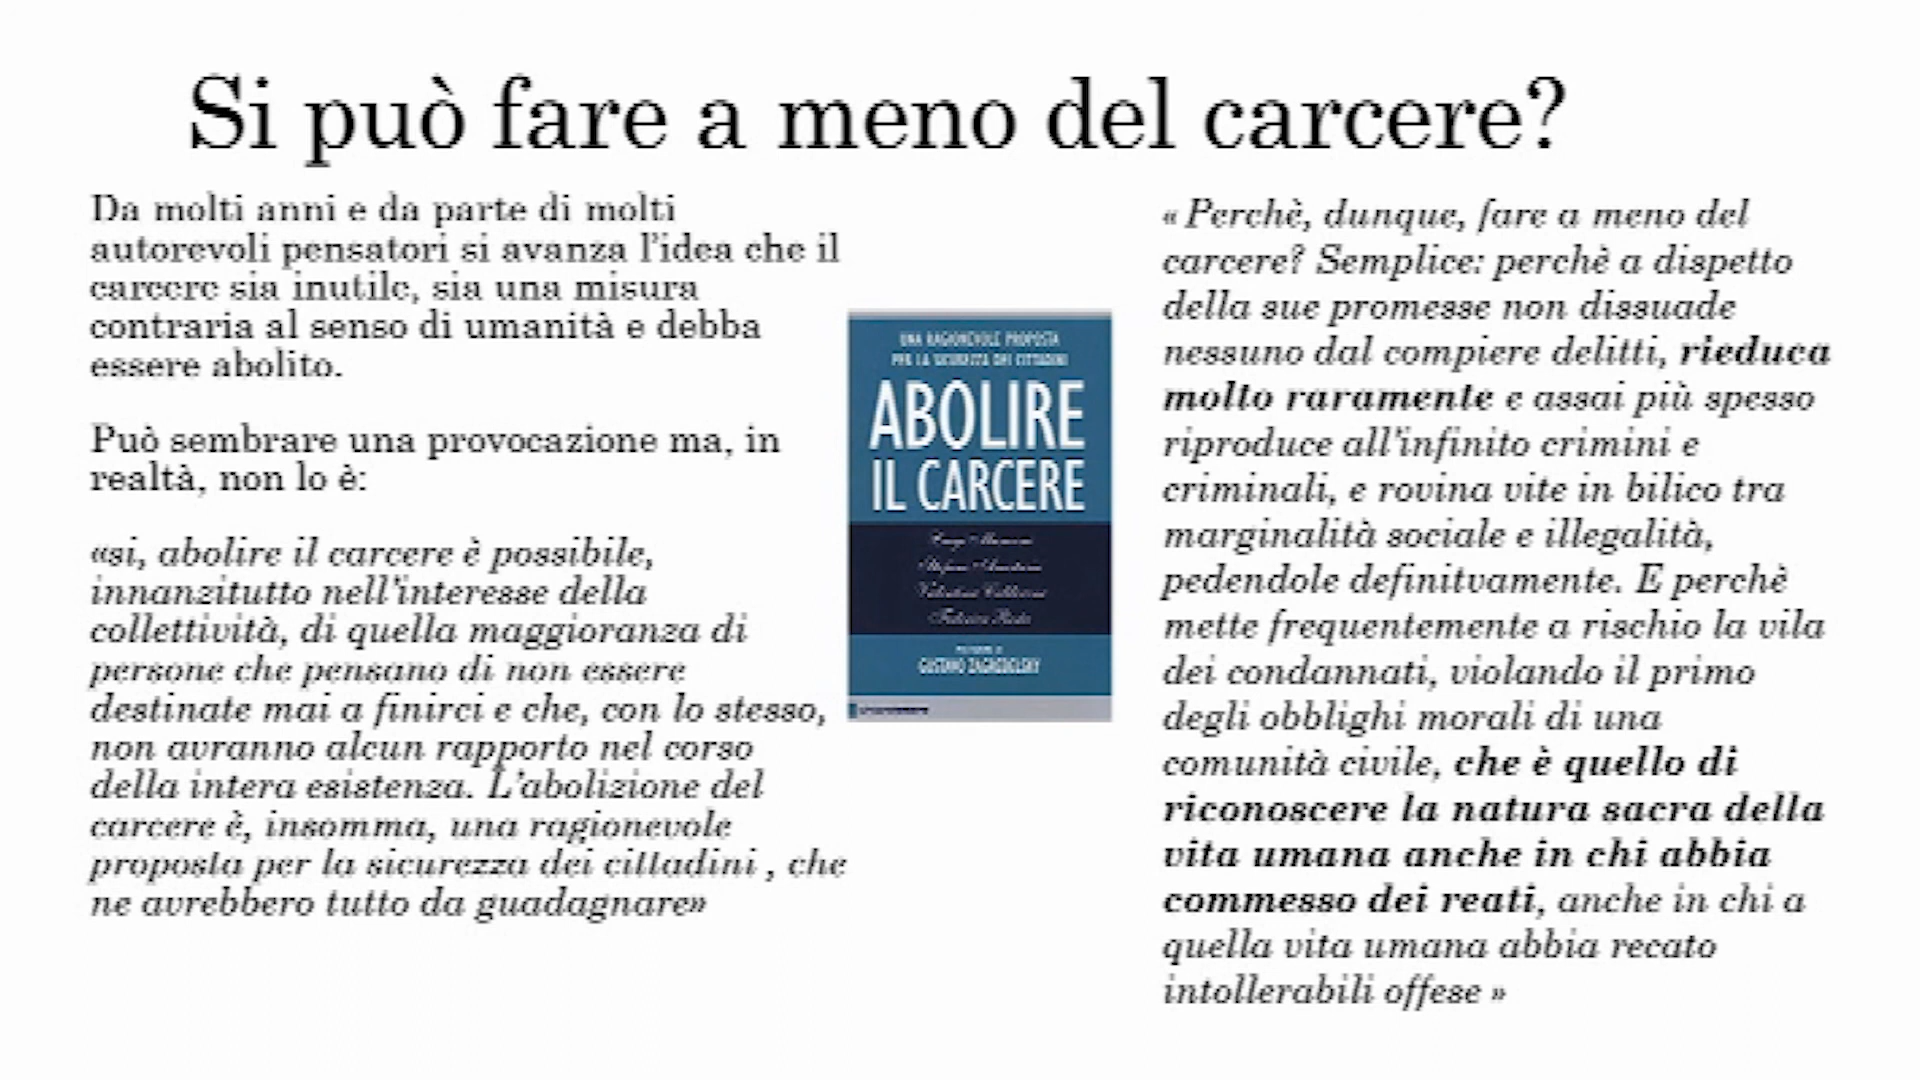 Si può fare a meno del carcere?
Da molti anni e da parte di molti
autorevoli pensatori si avanza l'idea che il
carcere sia inutile, sia una misura
contraria al senso di umanità e debba
essere abolito.
Può sembrare una provocazione ma, in
realtà, non lo è:
«si, abolire il carcere è possibile,
innanzitutto nell'interesse della
collettività, di quella maggioranza di
persone che pensano di non essere
destinate mai a finirci e che, con lo stesso,
non avranno alcun rapporto nel corso
della intera esistenza. L'abolizione del
carcere è, insomma, una ragionevole
proposta per la sicurezza dei cittadini , che
ne avrebbero tutto da guadagnare»
UNA RAGIONEVOLE PROPOSTA
PER LA SICUREZZA DEI CITTADINI
ABOLIRE
IL CARCERE
GUSTAVO ZAGREBELSKY
« Perchè, dunque, fare a meno del
carcere? Semplice: perchè a dispetto
della sue promesse non dissuade
nessuno dal compiere delitti, rieduca
molto raramente e assai più spesso
riproduce all'infinito crimini e
criminali, e rovina vite in bilico tra
marginalità sociale e illegalità,
pedendole definitvamente. E perchè
mette frequentemente a rischio la vita
dei condannati, violando il primo
degli obblighi morali di una
comunità civile, che è quello di
riconoscere la natura sacra della
vita umana anche in chi abbia
commesso dei reati, anche in chi a
quella vita umana abbia recato
intollerabili offese »